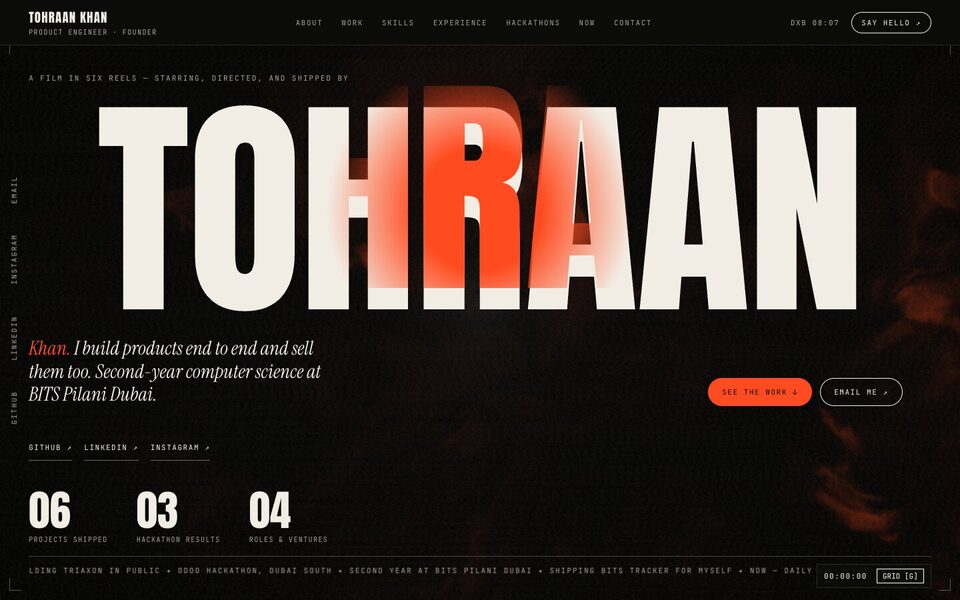 TOHRAAN KHAN
PRODUCT ENGINEER · FOUNDER
ABOUT WORK SKILLS EXPERIENCE HACKATHONS NOW CONTACT
DXB 08:07
SAY HELLO ↗
A FILM IN SIX REELS — STARRING, DIRECTED, AND SHIPPED BY
TOHRAAN
EMAIL
INSTAGRAM
LINKEDIN
GITHUB
Khan. I build products end to end and sell
them too. Second-year computer science at
BITS Pilani Dubai.
SEE THE WORK ↓
EMAIL ME ↗
GITHUB ↗ LINKEDIN ↗ INSTAGRAM ↗
06 03 04
PROJECTS SHIPPED HACKATHON RESULTS ROLES & VENTURES
LDING TRIAXON IN PUBLIC ✦ DDDD HACKATHON, DUBAI SOUTH ✦ SECOND YEAR AT BITS PILANI DUBAI ✦ SHIPPING BITS TRACKER FOR MYSELF ✦ NOW — DAILY
00:00:00
GRID [G]